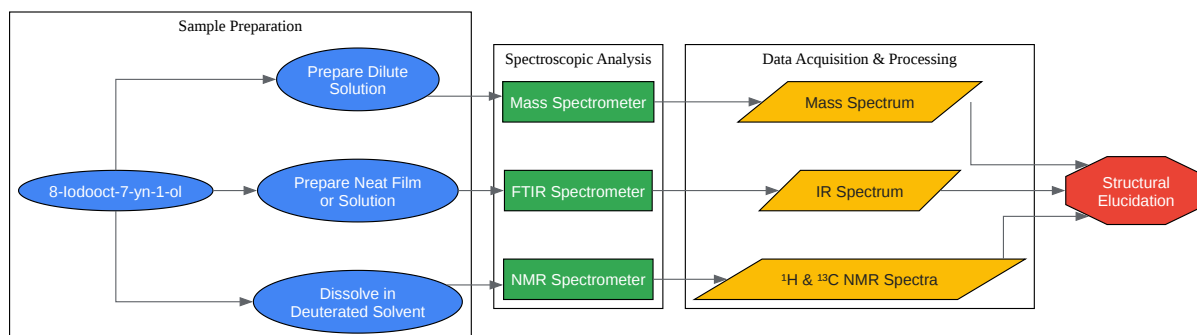 Sample Preparation
Spectroscopic Analysis
Data Acquisition & Processing
Prepare Dilute
Solution
Mass Spectrometer
Mass Spectrum
8-Iodooct-7-yn-1-ol
Prepare Neat Film
or Solution
FTIR Spectrometer
IR Spectrum
Structural
Elucidation
Dissolve in
Deuterated Solvent
NMR Spectrometer
¹H & ¹³C NMR Spectra